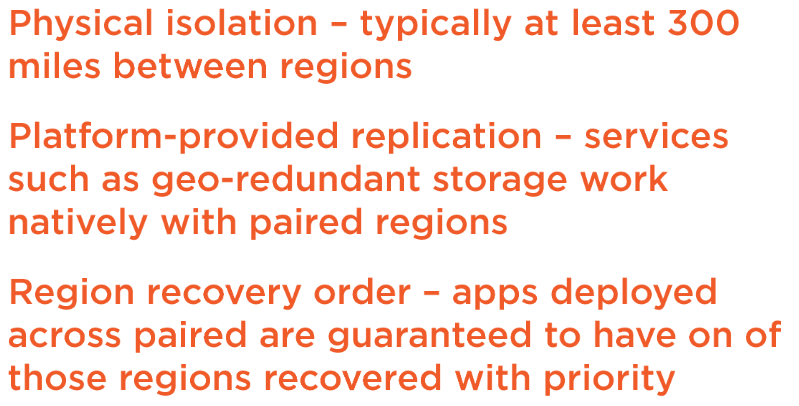 Physical isolation – typically at least 300
miles between regions
Platform-provided replication – services
such as geo-redundant storage work
natively with paired regions
Region recovery order – apps deployed
across paired are guaranteed to have on of
those regions recovered with priority